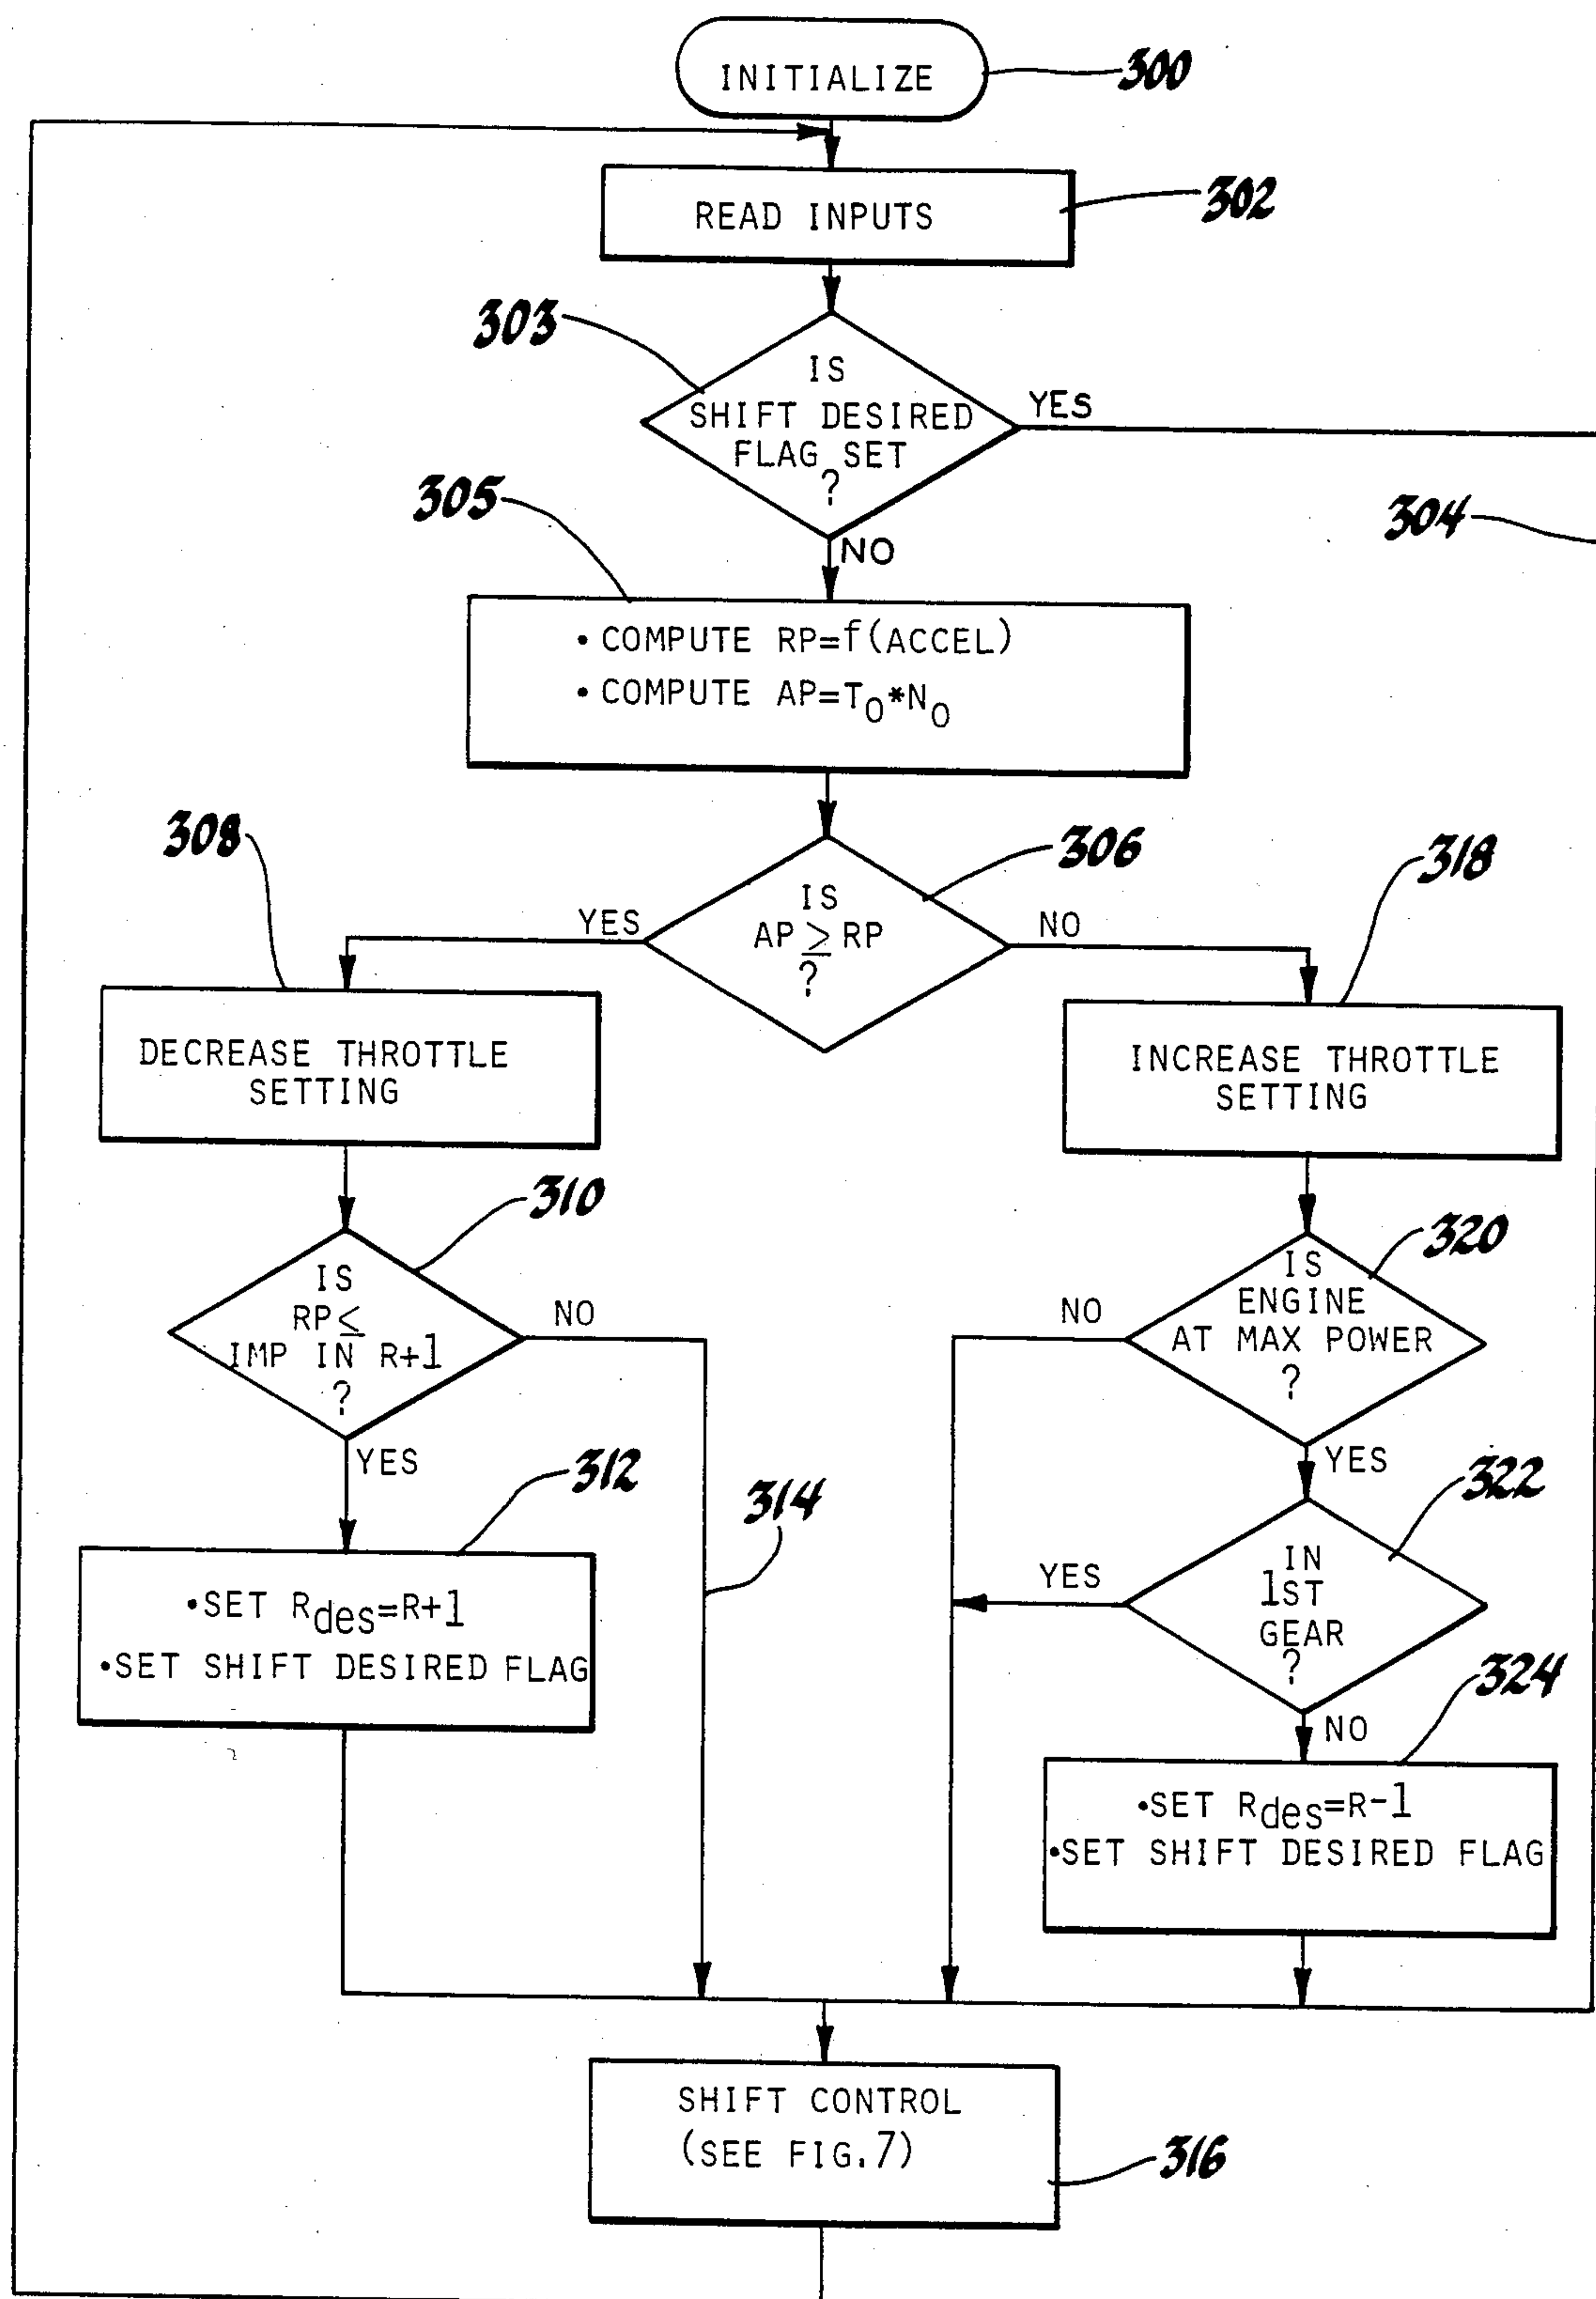 INITIALIZE
300
READ INPUTS
302
303
IS
SHIFT DESIRED
FLAG SET
?
YES
NO
304
305
• COMPUTE RP=f(ACCEL)
• COMPUTE AP=T0*N0
306
IS
AP ≥ RP
?
YES
NO
308
DECREASE THROTTLE
SETTING
318
INCREASE THROTTLE
SETTING
310
IS
RP≤
IMP IN R+1
?
NO
YES
320
IS
ENGINE
AT MAX POWER
?
NO
YES
312
•SET Rdes=R+1
•SET SHIFT DESIRED FLAG
314
322
IN
1ST
GEAR
?
YES
NO
324
•SET Rdes=R-1
•SET SHIFT DESIRED FLAG
SHIFT CONTROL
(SEE FIG.7)
316